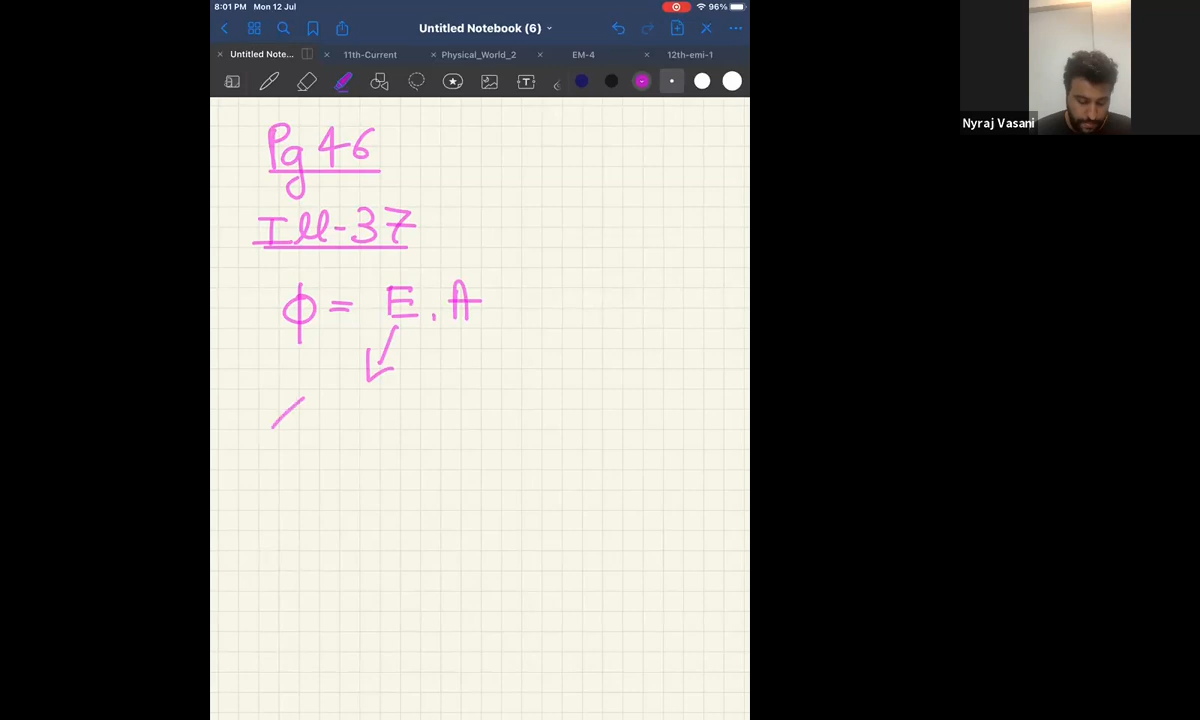 8:01 PM Mon 12 Jul 96%
Untitled Notebook (6)
Untitled Note... 11th-Current Physical_World_2 EM-4 12th-emi-1
Nyraj Vasani
Pg 46
Ill-37
ϕ = E . A